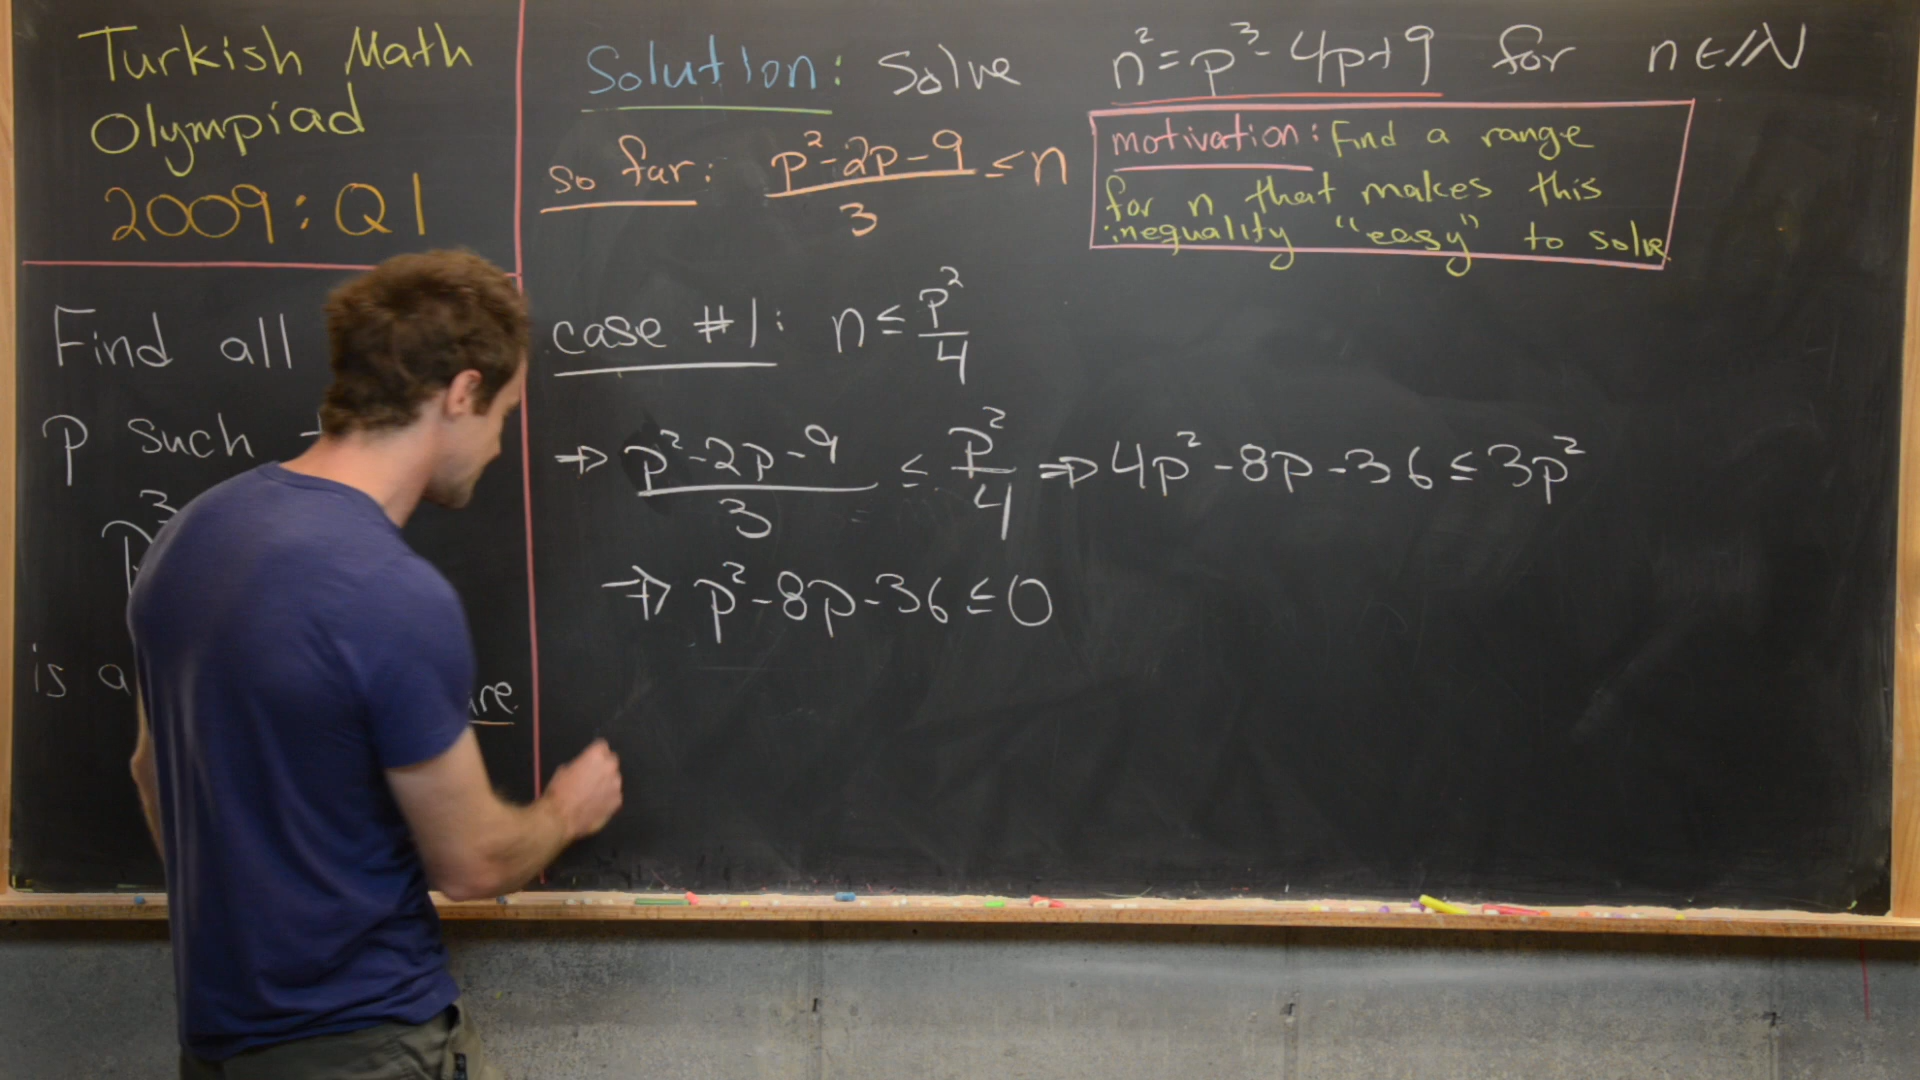 Turkish Math
Olympiad
2009: Q1
Find all
p such
p³
is a
Solution: Solve n² = p³ - 4p + 9 for n ∈ ℕ
so far: (p² - 2p - 9)/3 ≤ n
motivation: Find a range
for n that makes this
inequality "easy" to solve.
case #1: n ≤ p²/4
⇒ (p² - 2p - 9)/3 ≤ p²/4 ⇒ 4p² - 8p - 36 ≤ 3p²
⇒ p² - 8p - 36 ≤ 0